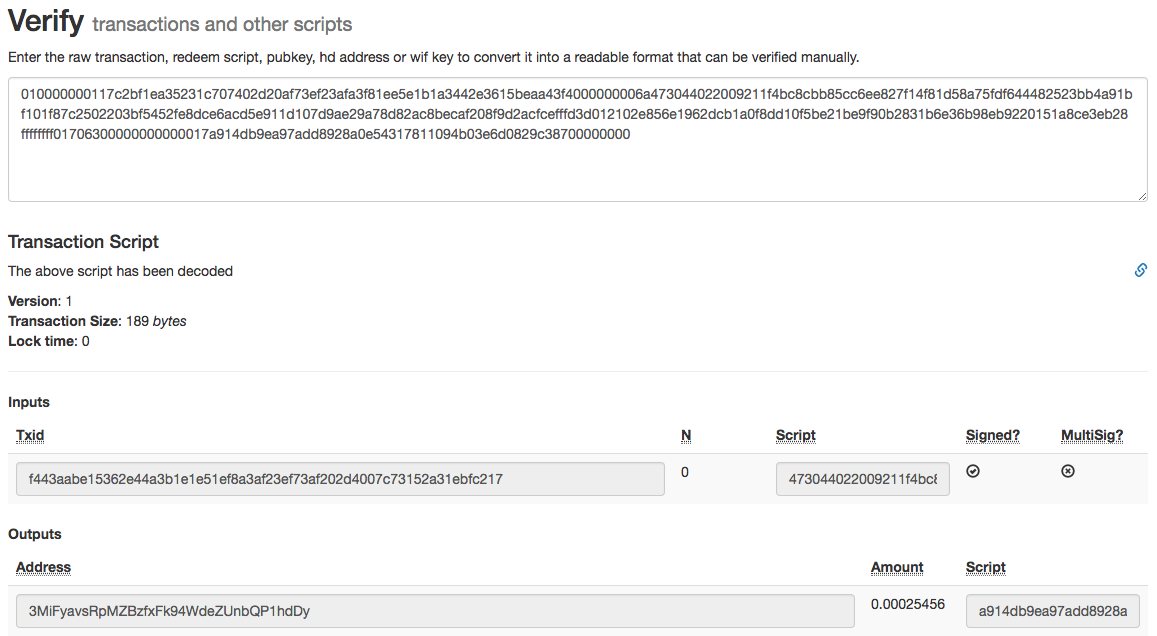 Verify transactions and other scripts
Enter the raw transaction, redeem script, pubkey, hd address or wif key to convert it into a readable format that can be verified manually.
010000000117c2bf1ea35231c707402d20af73ef23afa3f81ee5e1b1a3442e3615beaa43f4000000006a473044022009211f4bc8cbb85cc6ee827f14f81d58a75fdf644482523bb4a91b
f101f87c2502203bf5452fe8dce6acd5e911d107d9ae29a78d82ac8becaf208f9d2acfcefffd3d012102e856e1962dcb1a0f8dd10f5be21be9f90b2831b6e36b98eb9220151a8ce3eb28
ffffffff01706300000000000017a914db9ea97add8928a0e54317811094b03e6d0829c38700000000
Transaction Script
The above script has been decoded
Version: 1
Transaction Size: 189 bytes
Lock time: 0
Inputs
Txid N Script Signed? MultiSig?
f443aabe15362e44a3b1e1e51ef8a3af23ef73af202d4007c73152a31ebfc217 0 473044022009211f4bc8
Outputs
Address Amount Script
3MiFyavsRpMZBzfxFk94WdeZUnbQP1hdDy 0.00025456 a914db9ea97add8928a